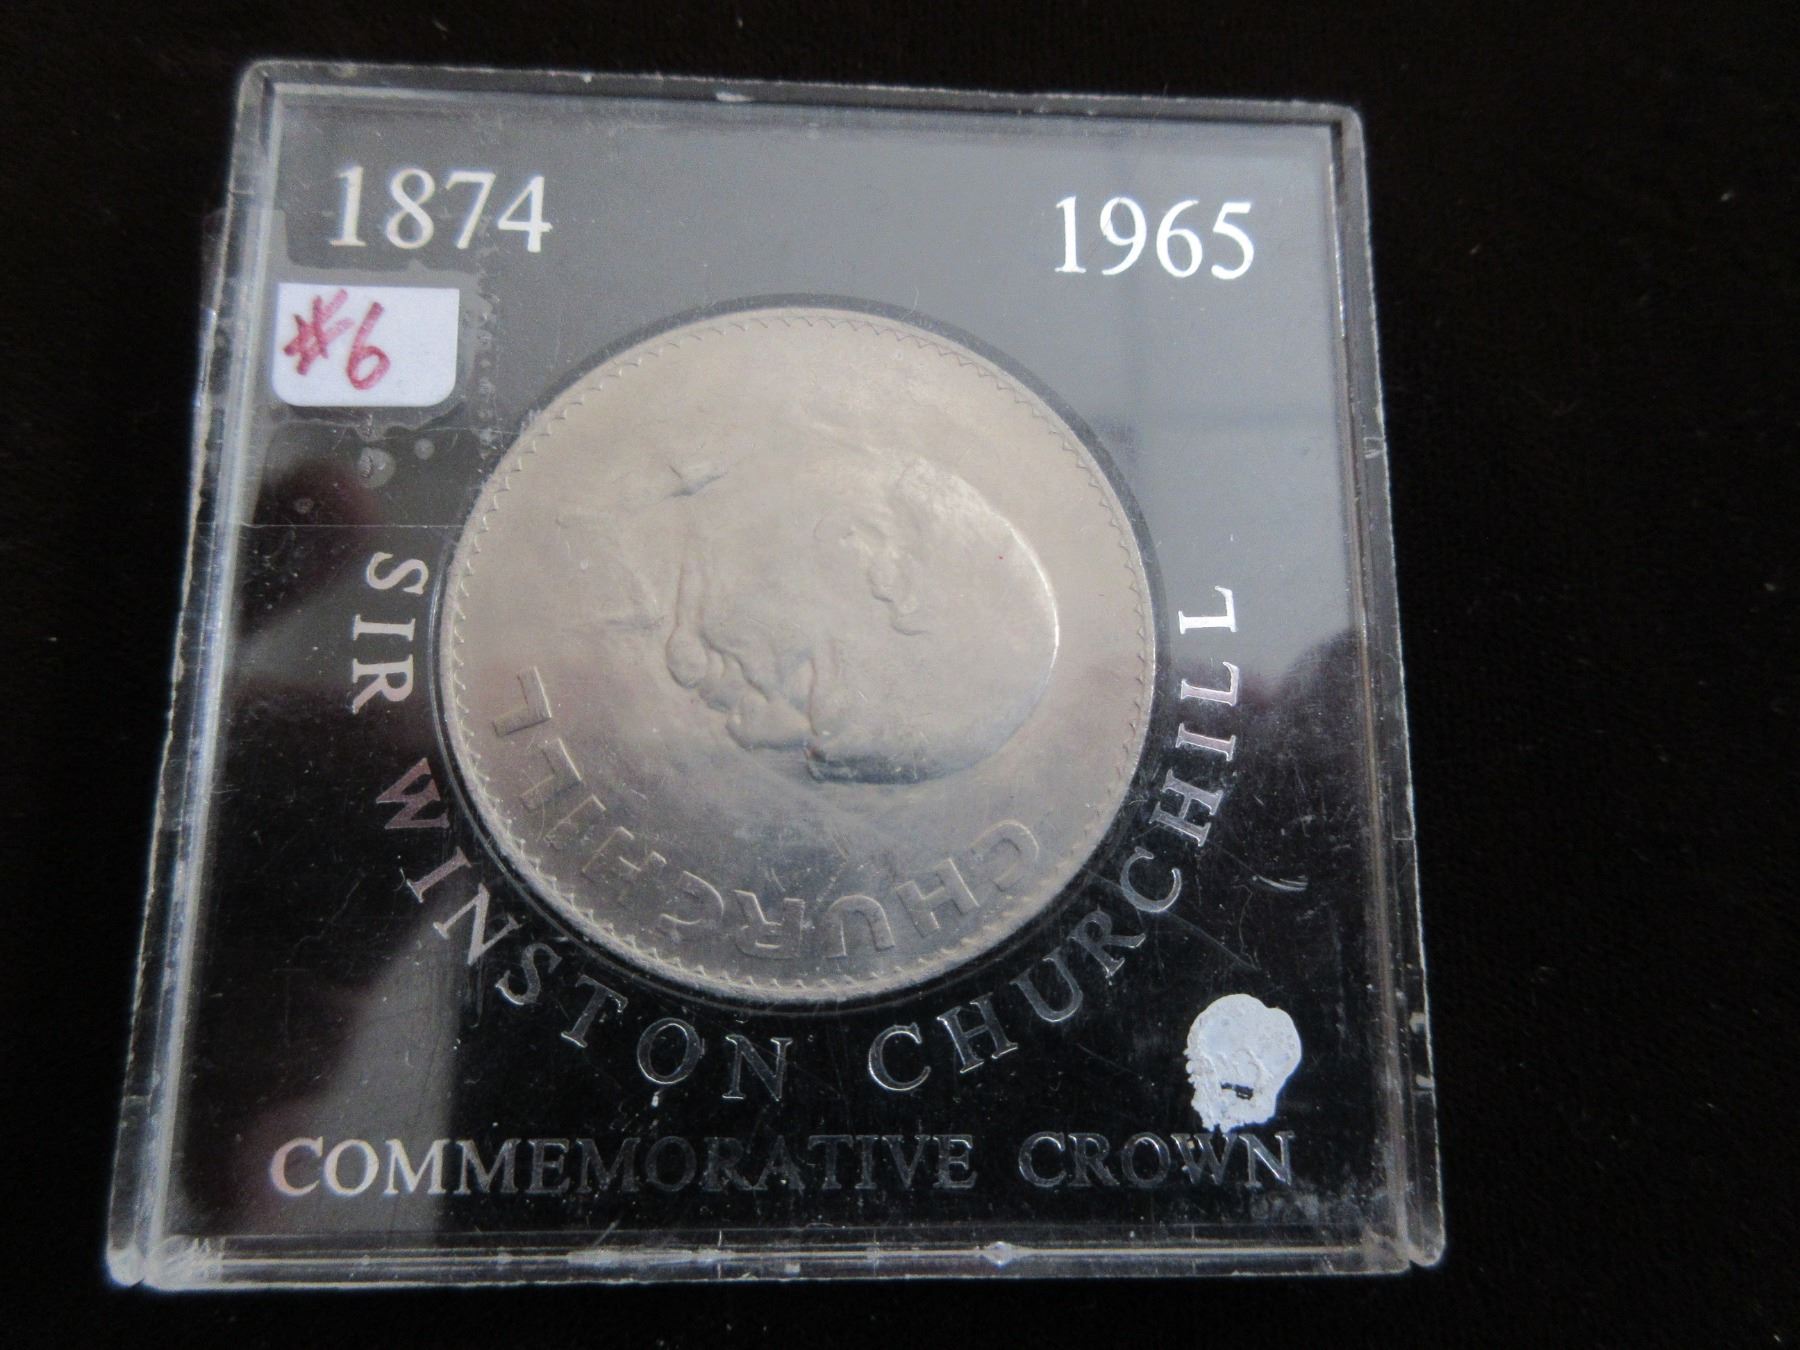 1874 1965
#6
CHURCHILL
SIR WINSTON CHURCHILL
COMMEMORATIVE CROWN